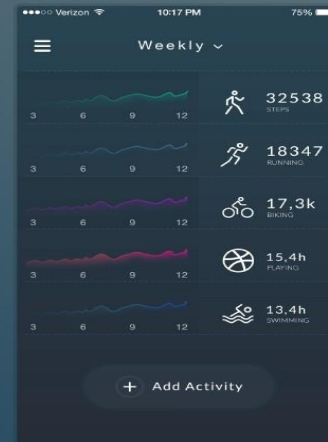 Verizon 10:17 PM 75%
Weekly
3 6 9 12
32538
STEPS
3 6 9 12
18347
RUNNING
3 6 9 12
17,3k
BIKING
3 6 9 12
15,4h
PLAYING
3 6 9 12
13.4h
SWIMMING
+ Add Activity